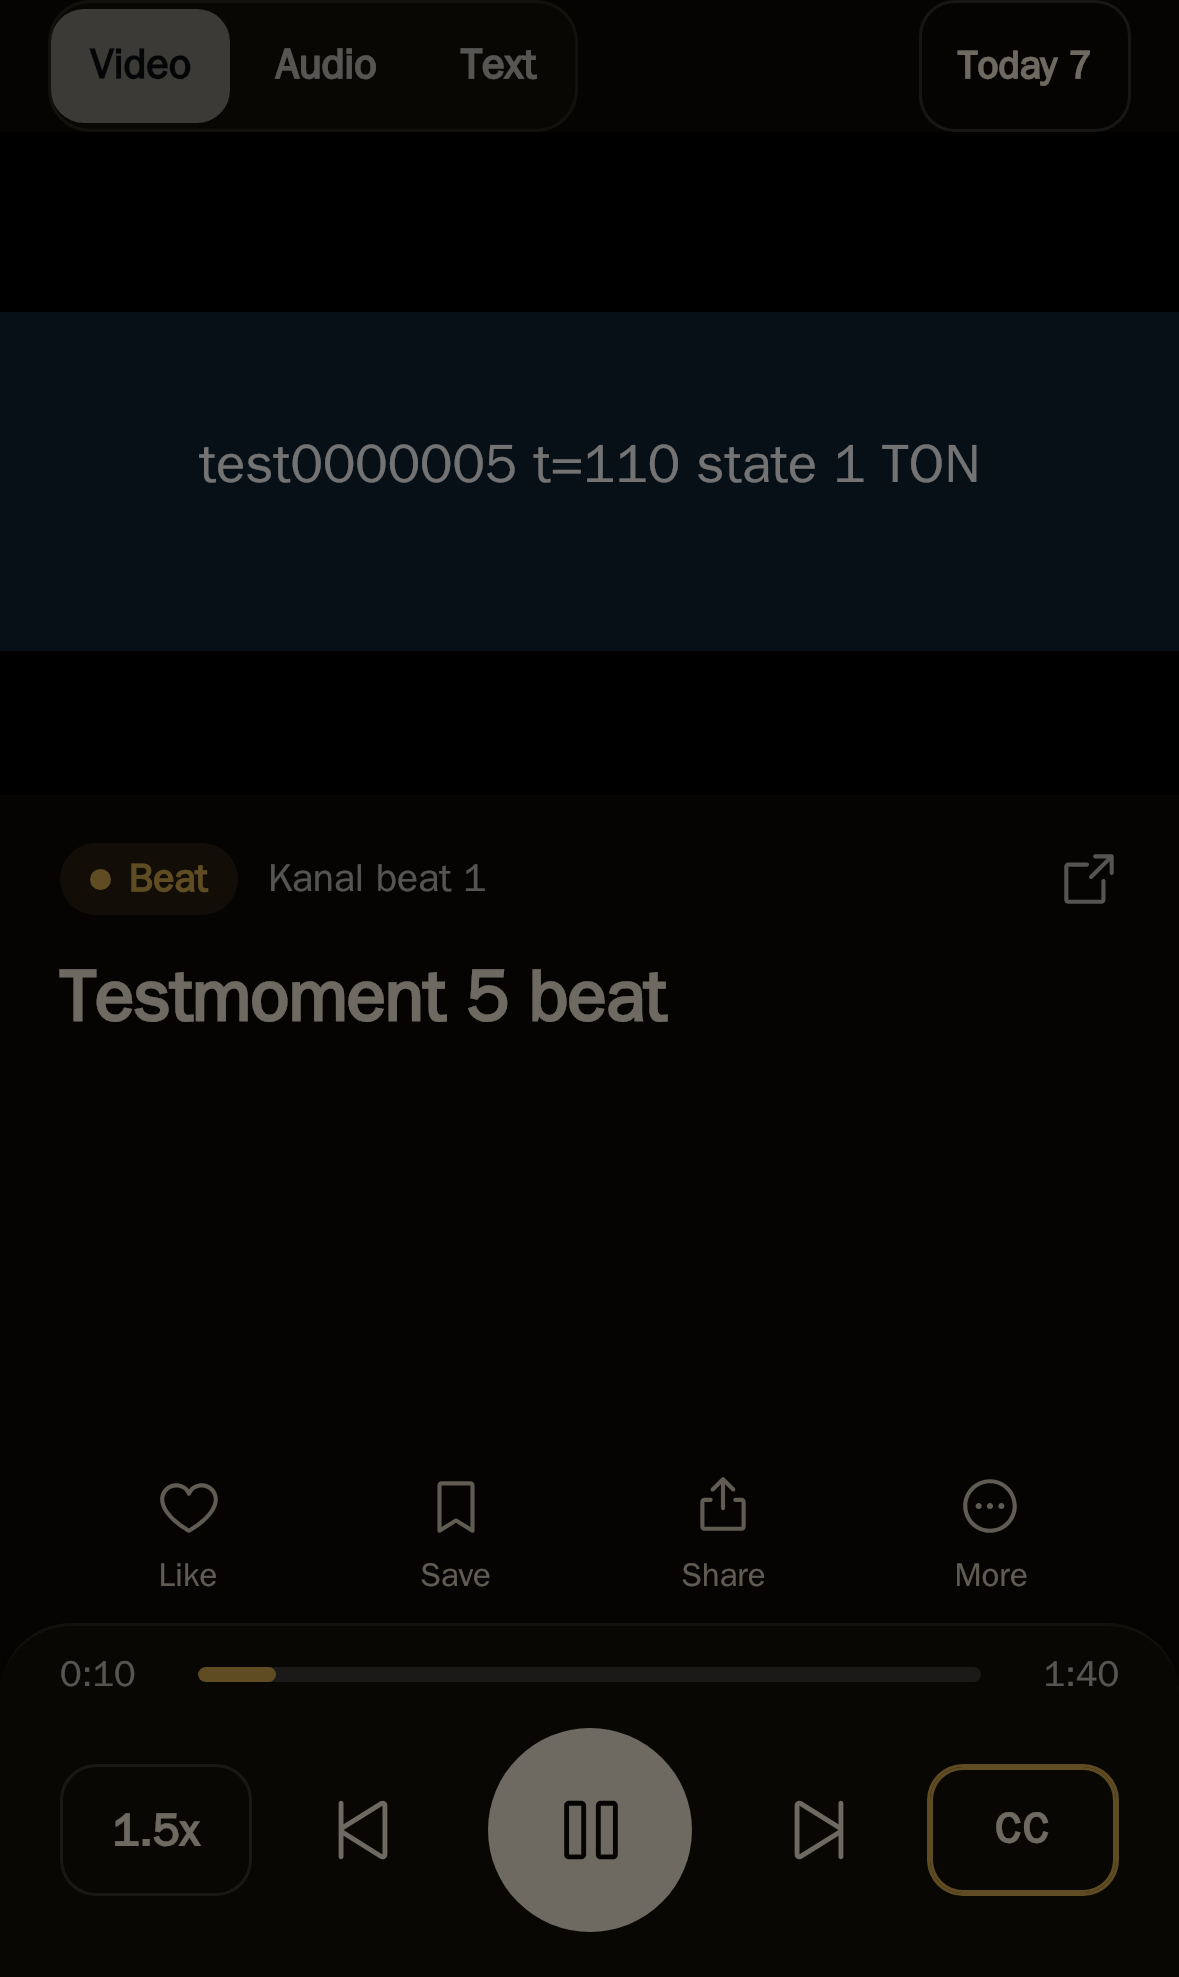 Video Audio Text Today 7
test0000005 t=110 state 1 TON
Beat Kanal beat 1
Testmoment 5 beat
Like Save Share More
0:10 1:40
1.5x CC